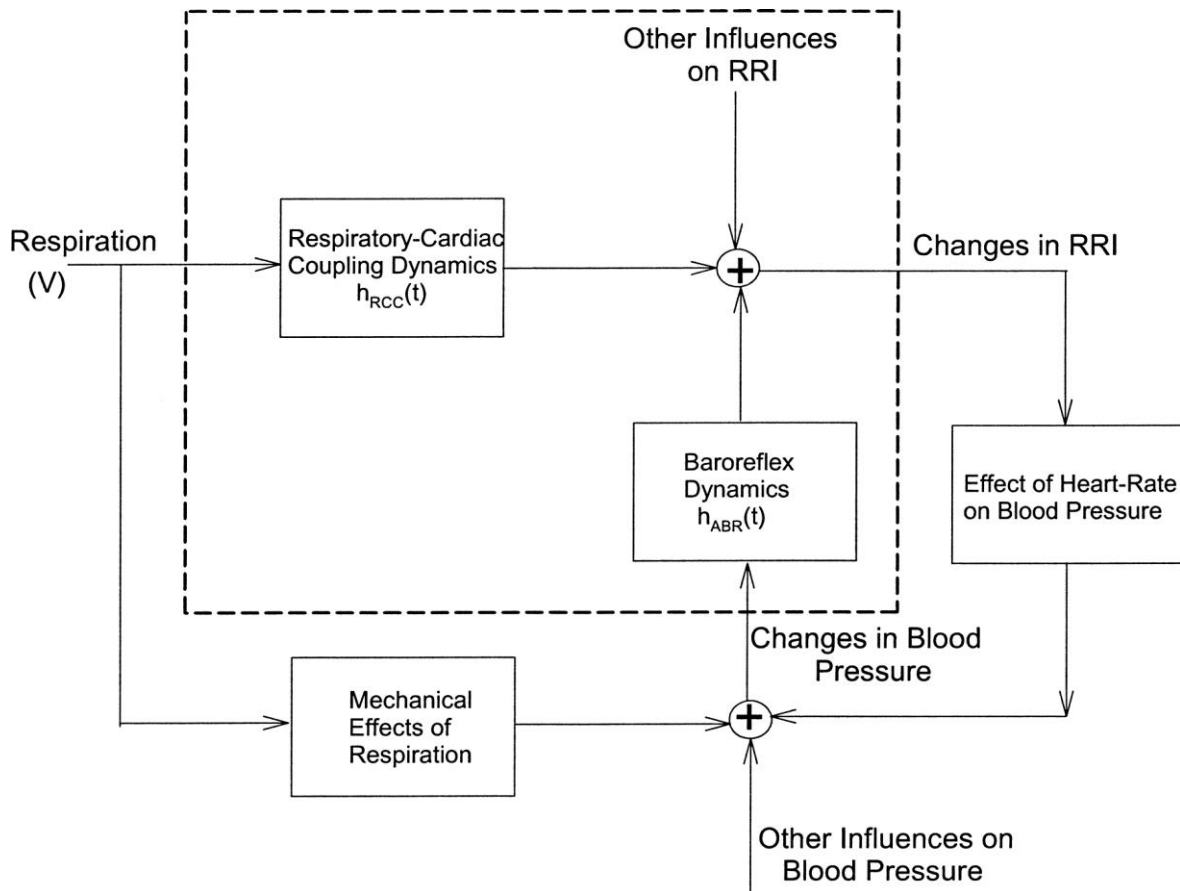 Other Influences
on RRI
Respiration
(V)
Respiratory-Cardiac
Coupling Dynamics
h_RCC(t)
+
Changes in RRI
Baroreflex
Dynamics
h_ABR(t)
Effect of Heart-Rate
on Blood Pressure
Changes in Blood
Pressure
Mechanical
Effects of
Respiration
+
Other Influences on
Blood Pressure